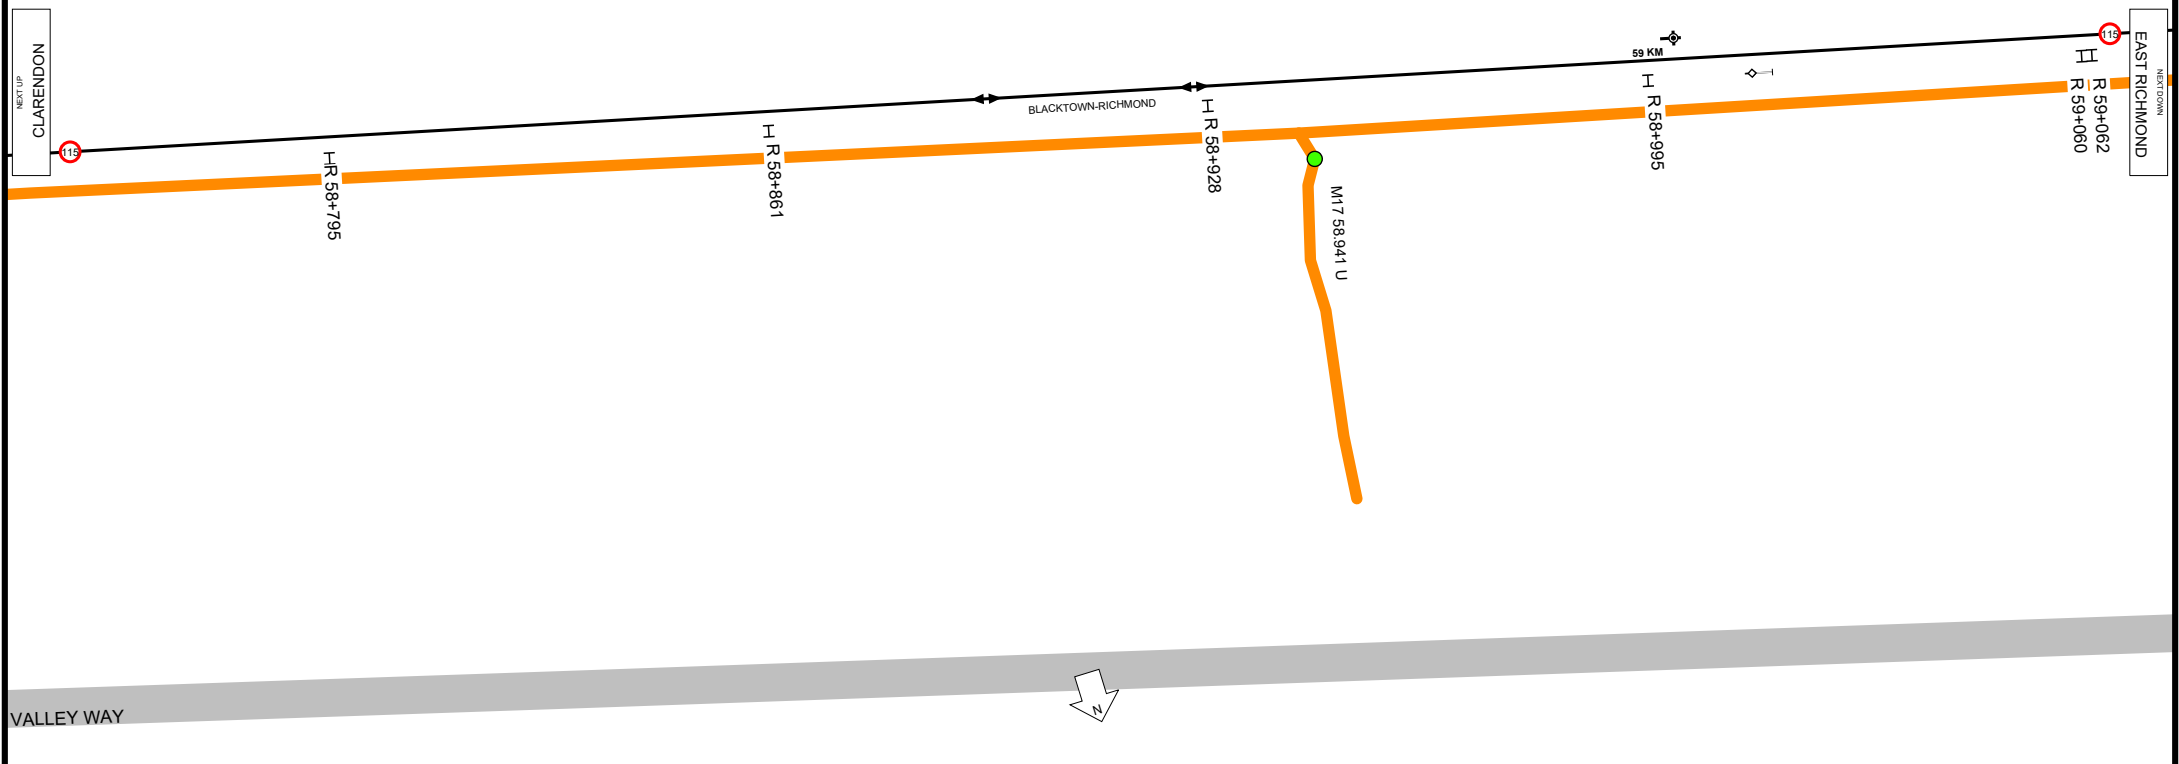 NEXT UP
CLARENDON
115
R 58+795
R 58+861
BLACKTOWN-RICHMOND
R 58+928
M17 58.941 U
59 KM
R 58+995
R 59+060
R 59+062
115
EAST RICHMOND
NEXT DOWN
VALLEY WAY
N